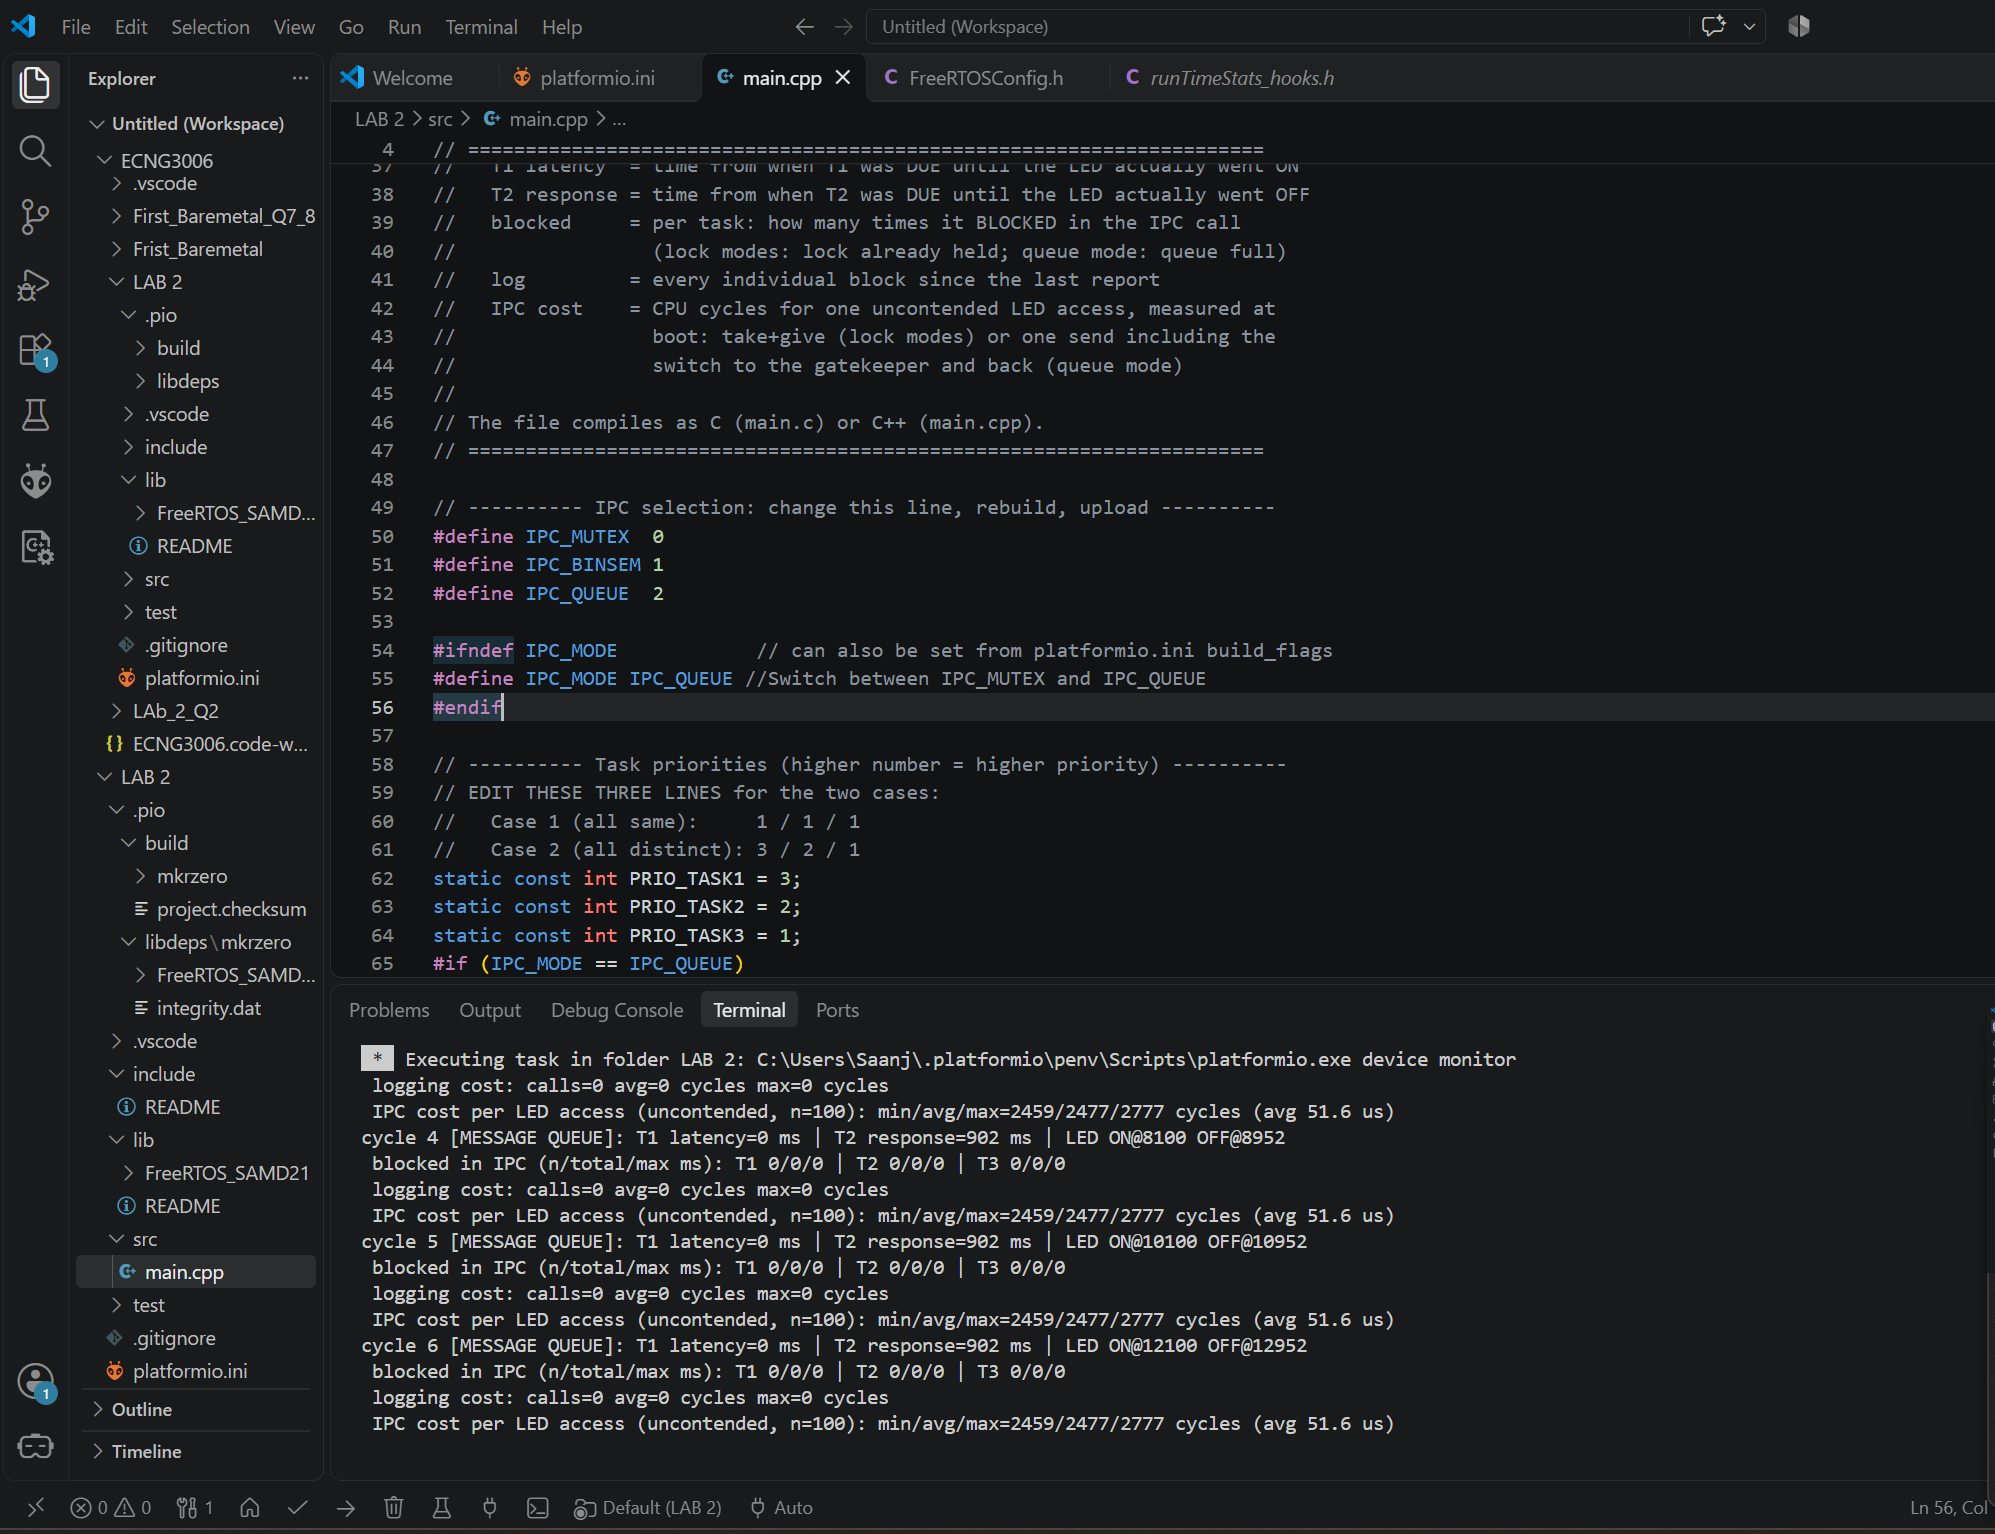 File Edit Selection View Go Run Terminal Help
Untitled (Workspace)
Explorer
Untitled (Workspace)
ECNG3006
.vscode
First_Baremetal_Q7_8
Frist_Baremetal
LAB 2
.pio
build
libdeps
.vscode
include
lib
FreeRTOS_SAMD...
README
src
test
.gitignore
platformio.ini
LAb_2_Q2
ECNG3006.code-w...
LAB 2
.pio
build
mkrzero
project.checksum
libdeps\mkrzero
FreeRTOS_SAMD...
integrity.dat
.vscode
include
README
lib
FreeRTOS_SAMD21
README
src
main.cpp
test
.gitignore
platformio.ini
Outline
Timeline
1
1
Welcome platformio.ini main.cpp FreeRTOSConfig.h runTimeStats_hooks.h
LAB 2 > src > main.cpp > ...
4 // =====================================================================
37 // T1 latency = time from when T1 was DUE until the LED actually went ON
38 // T2 response = time from when T2 was DUE until the LED actually went OFF
39 // blocked = per task: how many times it BLOCKED in the IPC call
40 // (lock modes: lock already held; queue mode: queue full)
41 // log = every individual block since the last report
42 // IPC cost = CPU cycles for one uncontended LED access, measured at
43 // boot: take+give (lock modes) or one send including the
44 // switch to the gatekeeper and back (queue mode)
45 //
46 // The file compiles as C (main.c) or C++ (main.cpp).
47 // =====================================================================
48
49 // ---------- IPC selection: change this line, rebuild, upload ----------
50 #define IPC_MUTEX 0
51 #define IPC_BINSEM 1
52 #define IPC_QUEUE 2
53
54 #ifndef IPC_MODE // can also be set from platformio.ini build_flags
55 #define IPC_MODE IPC_QUEUE //Switch between IPC_MUTEX and IPC_QUEUE
56 #endif
57
58 // ---------- Task priorities (higher number = higher priority) ----------
59 // EDIT THESE THREE LINES for the two cases:
60 // Case 1 (all same): 1 / 1 / 1
61 // Case 2 (all distinct): 3 / 2 / 1
62 static const int PRIO_TASK1 = 3;
63 static const int PRIO_TASK2 = 2;
64 static const int PRIO_TASK3 = 1;
65 #if (IPC_MODE == IPC_QUEUE)
Problems Output Debug Console Terminal Ports
* Executing task in folder LAB 2: C:\Users\Saanj\.platformio\penv\Scripts\platformio.exe device monitor
logging cost: calls=0 avg=0 cycles max=0 cycles
IPC cost per LED access (uncontended, n=100): min/avg/max=2459/2477/2777 cycles (avg 51.6 us)
cycle 4 [MESSAGE QUEUE]: T1 latency=0 ms | T2 response=902 ms | LED ON@8100 OFF@8952
blocked in IPC (n/total/max ms): T1 0/0/0 | T2 0/0/0 | T3 0/0/0
logging cost: calls=0 avg=0 cycles max=0 cycles
IPC cost per LED access (uncontended, n=100): min/avg/max=2459/2477/2777 cycles (avg 51.6 us)
cycle 5 [MESSAGE QUEUE]: T1 latency=0 ms | T2 response=902 ms | LED ON@10100 OFF@10952
blocked in IPC (n/total/max ms): T1 0/0/0 | T2 0/0/0 | T3 0/0/0
logging cost: calls=0 avg=0 cycles max=0 cycles
IPC cost per LED access (uncontended, n=100): min/avg/max=2459/2477/2777 cycles (avg 51.6 us)
cycle 6 [MESSAGE QUEUE]: T1 latency=0 ms | T2 response=902 ms | LED ON@12100 OFF@12952
blocked in IPC (n/total/max ms): T1 0/0/0 | T2 0/0/0 | T3 0/0/0
logging cost: calls=0 avg=0 cycles max=0 cycles
IPC cost per LED access (uncontended, n=100): min/avg/max=2459/2477/2777 cycles (avg 51.6 us)
0 0 1 Default (LAB 2) Auto Ln 56, Col